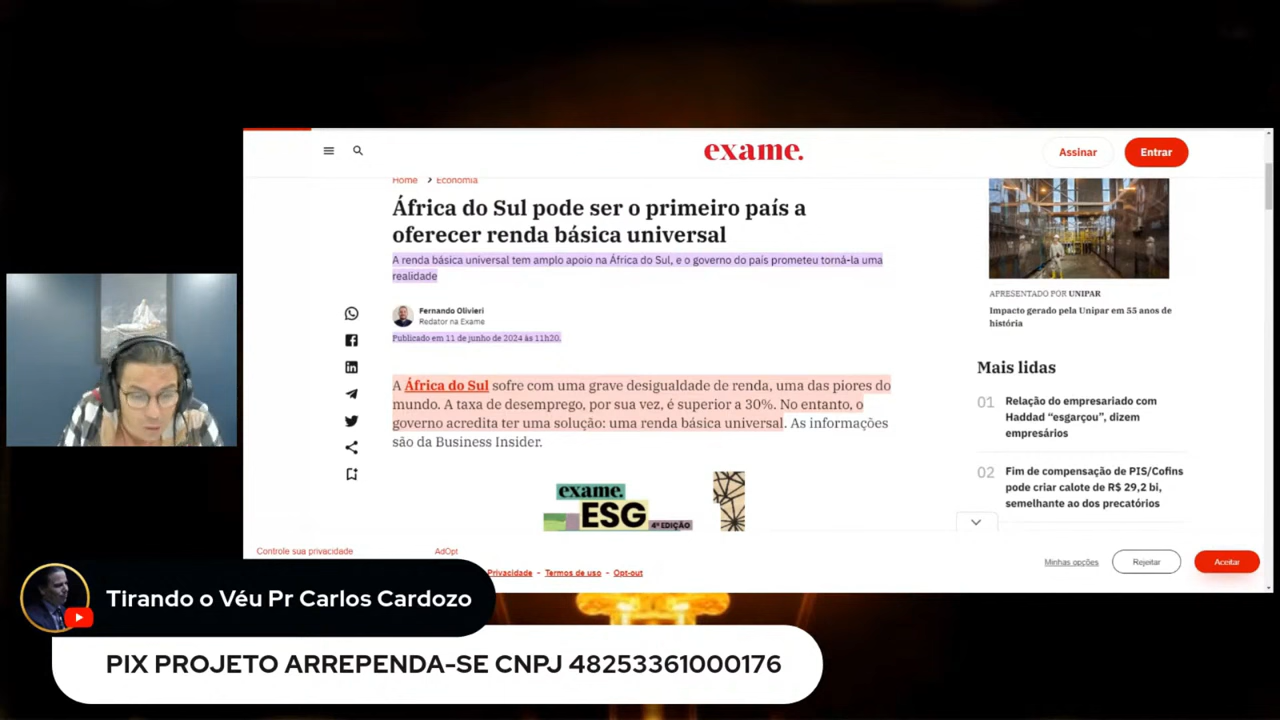 exame.
Assinar
Entrar
Home > Economia
África do Sul pode ser o primeiro país a
oferecer renda básica universal
A renda básica universal tem amplo apoio na África do Sul, e o governo do país prometeu torná-la uma
realidade
Fernando Olivieri
Redator na Exame
Publicado em 11 de junho de 2024 às 11h20.
A África do Sul sofre com uma grave desigualdade de renda, uma das piores do
mundo. A taxa de desemprego, por sua vez, é superior a 30%. No entanto, o
governo acredita ter uma solução: uma renda básica universal. As informações
são da Business Insider.
exame.
ESG
4ª EDIÇÃO
APRESENTADO POR UNIPAR
Impacto gerado pela Unipar em 55 anos de
história
Mais lidas
01 Relação do empresariado com
Haddad “esgarçou”, dizem
empresários
02 Fim de compensação de PIS/Cofins
pode criar calote de R$ 29,2 bi,
semelhante ao dos precatórios
Controle sua privacidade
AdOpt
Privacidade - Termos de uso - Opt-out
Minhas opções
Rejeitar
Aceitar
Tirando o Véu Pr Carlos Cardozo
PIX PROJETO ARREPENDA-SE CNPJ 48253361000176